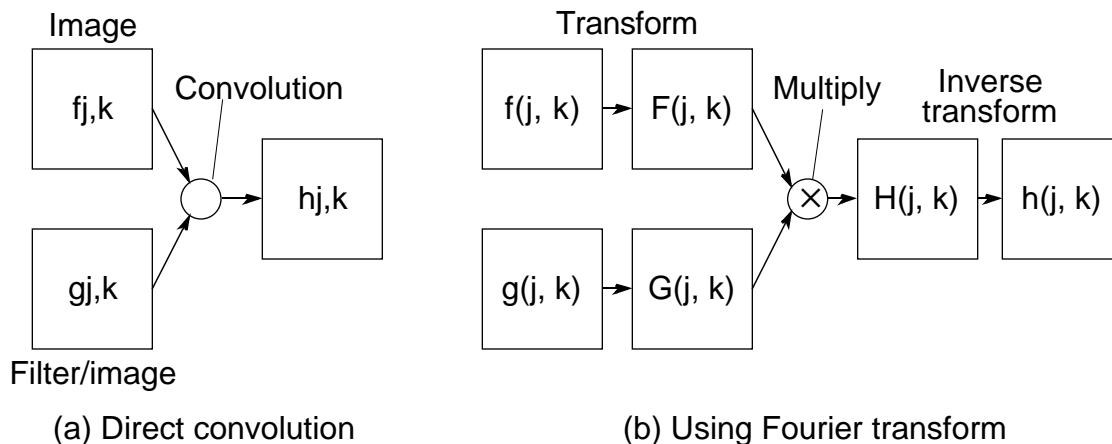 Image
Convolution
fj,k
hj,k
gj,k
Filter/image
(a) Direct convolution
Transform
Multiply
Inverse
transform
f(j, k)
F(j, k)
×
H(j, k)
h(j, k)
g(j, k)
G(j, k)
(b) Using Fourier transform